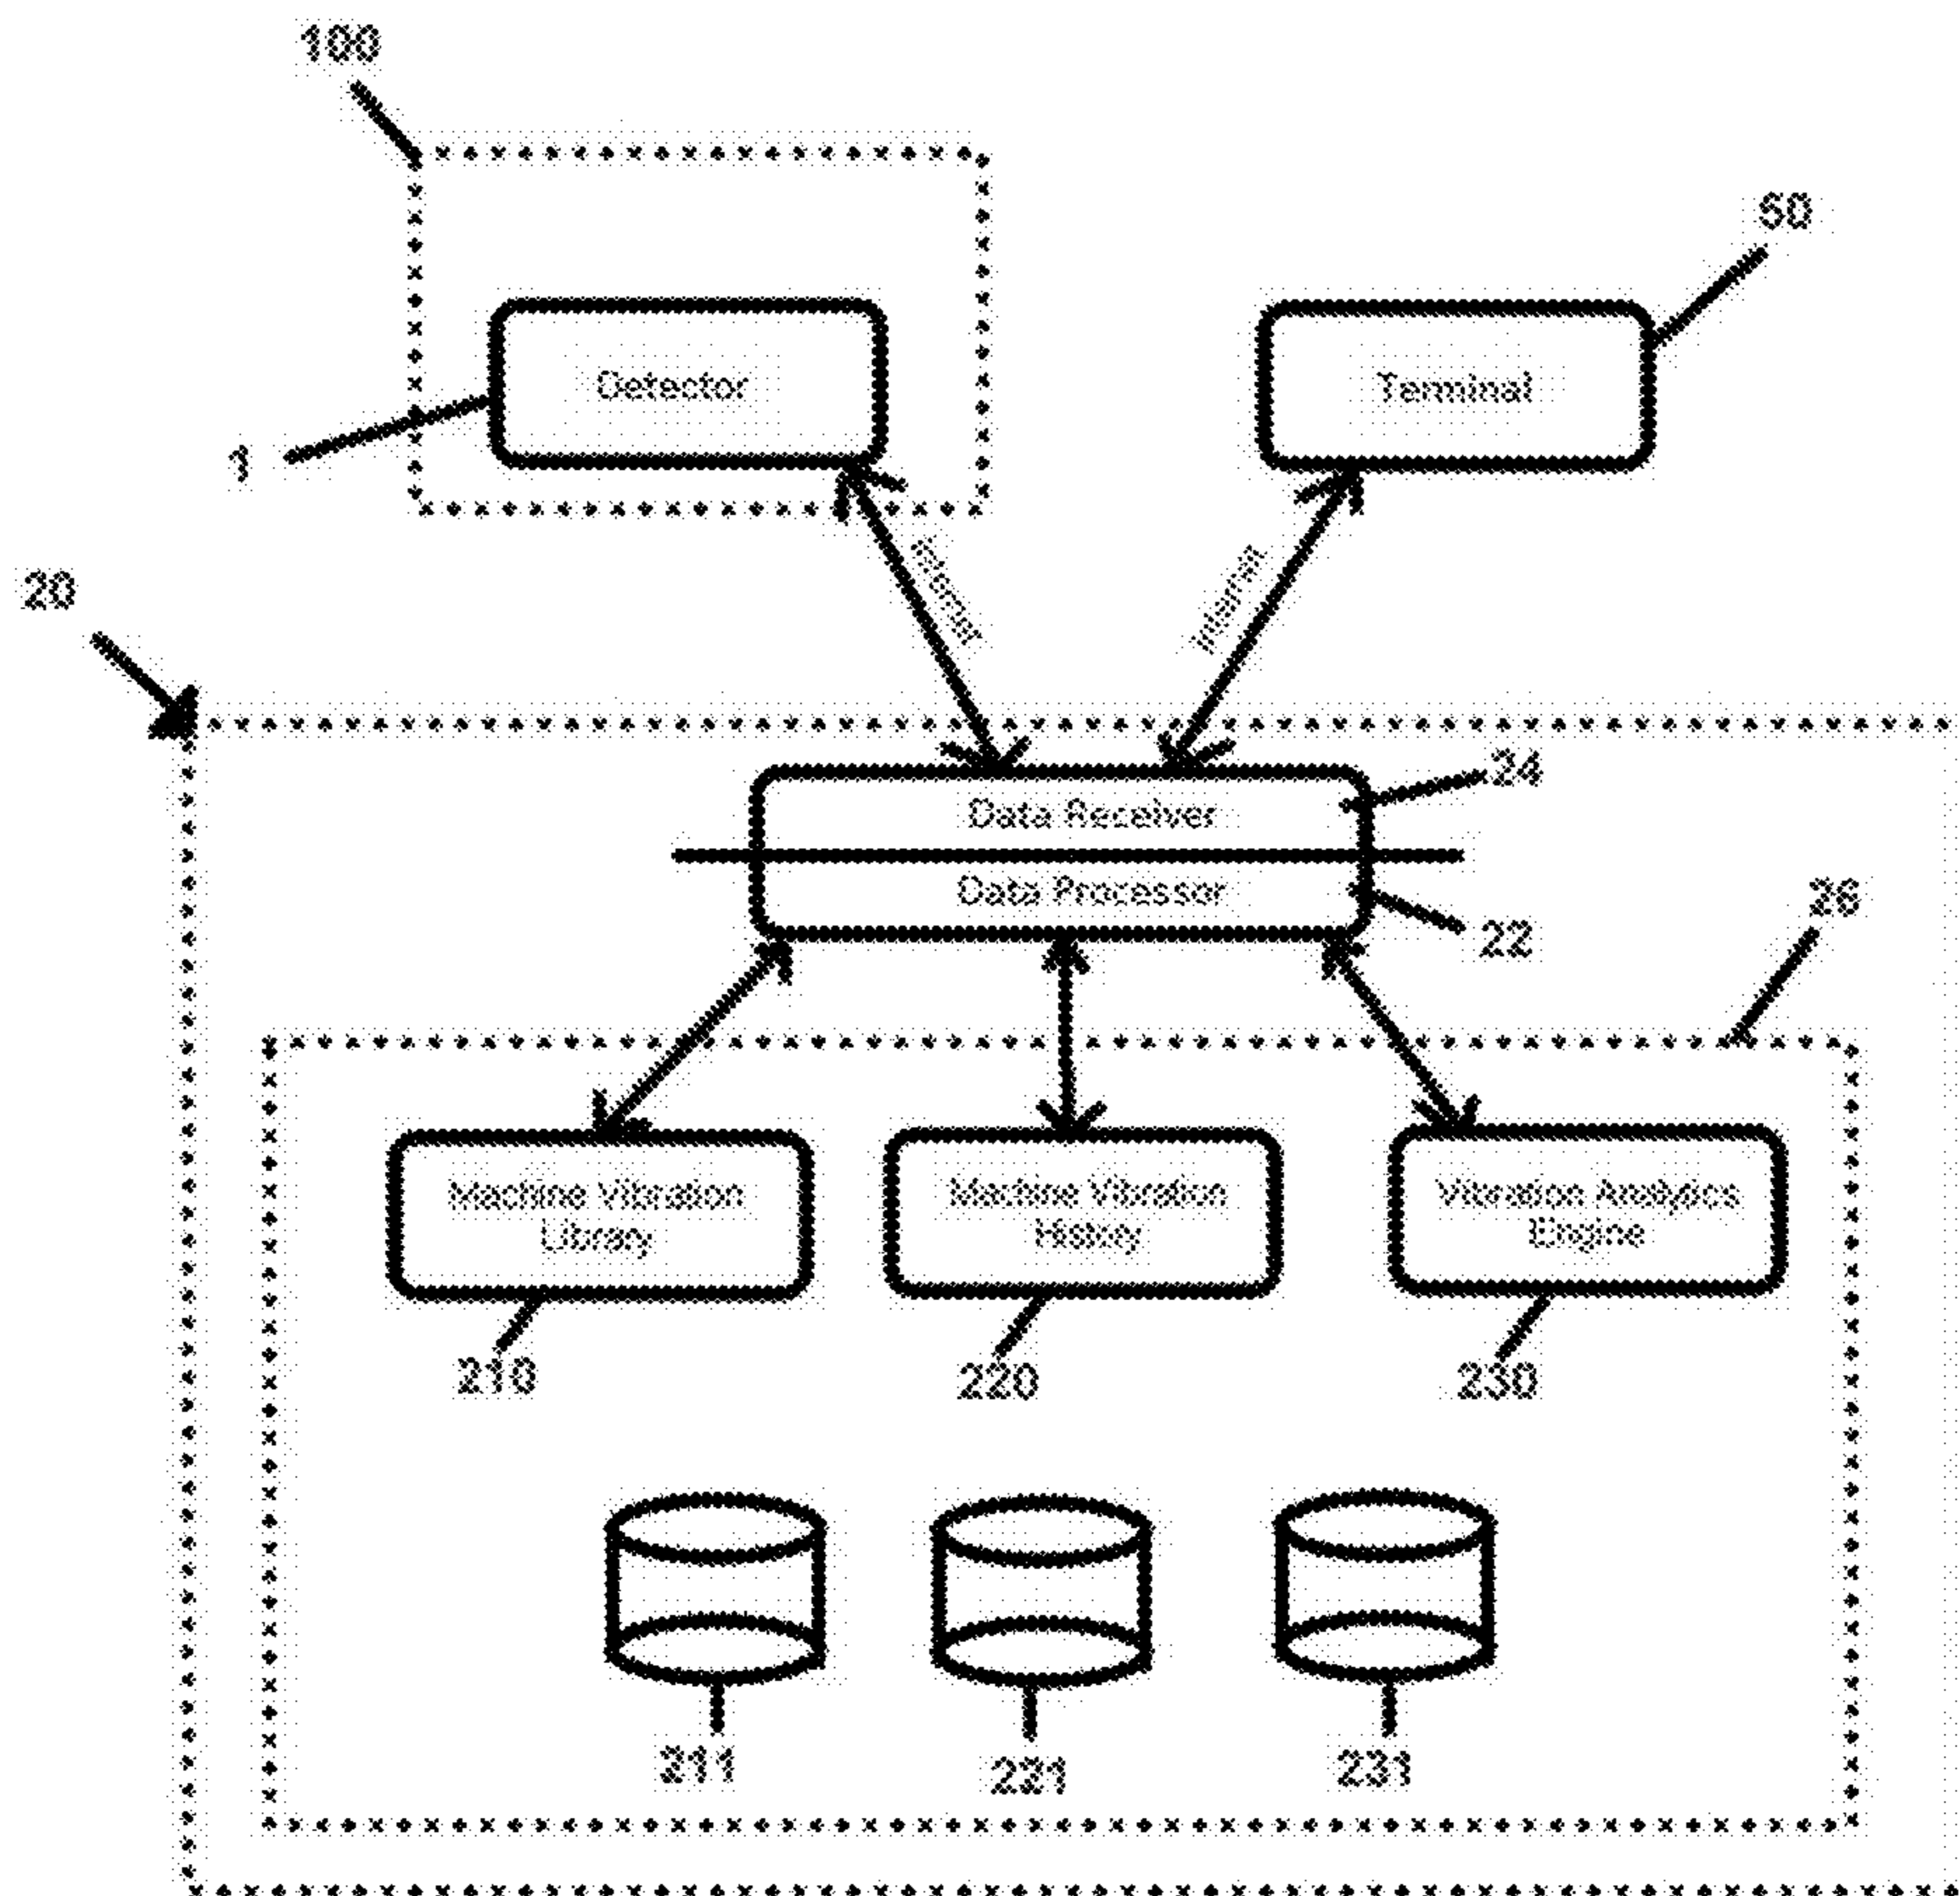 100
50
Detector
Terminal
1
Internet
20
24
Data Receiver
Data Processor
26
22
Machine Vibration
Library
Machine Vibration
History
Vibration Analytics
Engine
210
220
230
211
221
231